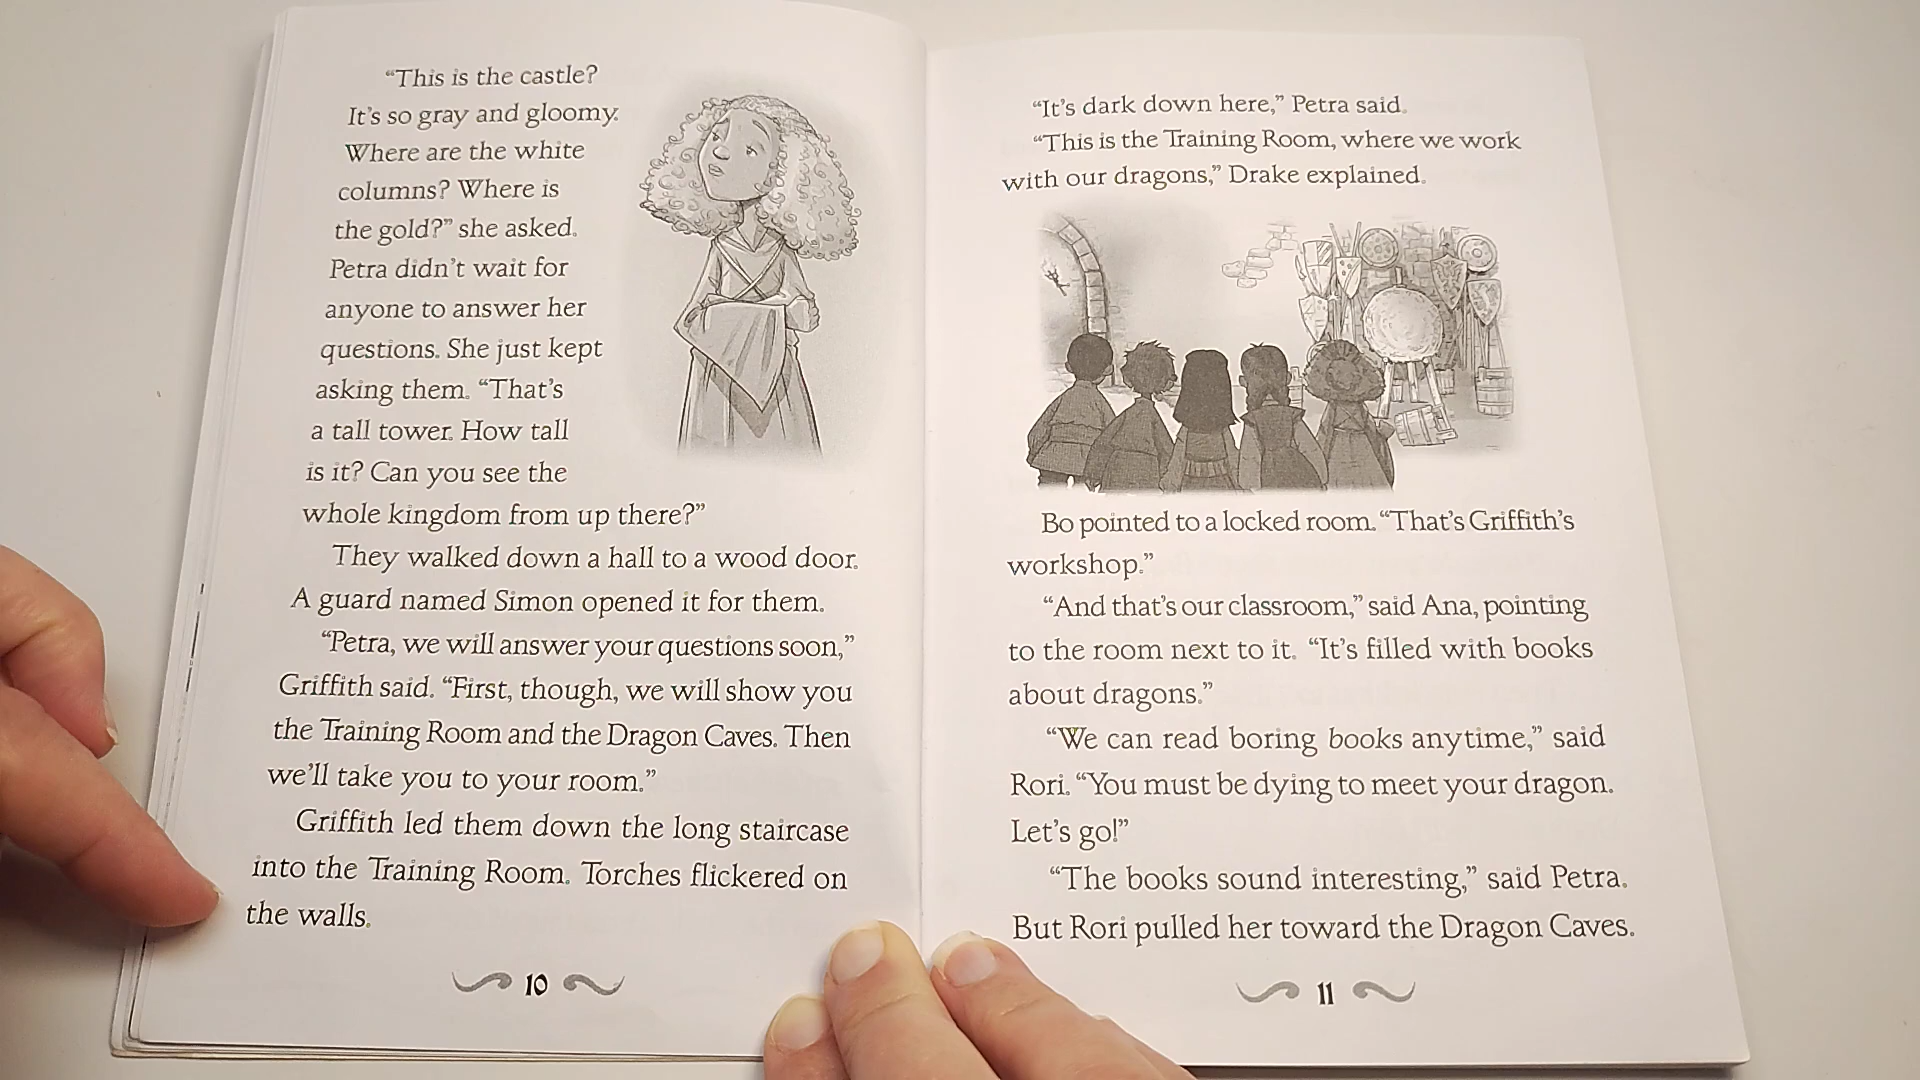 “This is the castle?
It’s so gray and gloomy.
Where are the white
columns? Where is
the gold?” she asked.
Petra didn’t wait for
anyone to answer her
questions. She just kept
asking them. “That’s
a tall tower. How tall
is it? Can you see the
whole kingdom from up there?”
They walked down a hall to a wood door.
A guard named Simon opened it for them.
“Petra, we will answer your questions soon,”
Griffith said. “First, though, we will show you
the Training Room and the Dragon Caves. Then
we’ll take you to your room.”
Griffith led them down the long staircase
into the Training Room. Torches flickered on
the walls.
10
“It’s dark down here,” Petra said.
“This is the Training Room, where we work
with our dragons,” Drake explained.
Bo pointed to a locked room. “That’s Griffith’s
workshop.”
“And that’s our classroom,” said Ana, pointing
to the room next to it. “It’s filled with books
about dragons.”
“We can read boring books anytime,” said
Rori. “You must be dying to meet your dragon.
Let’s go!”
“The books sound interesting,” said Petra.
But Rori pulled her toward the Dragon Caves.
11